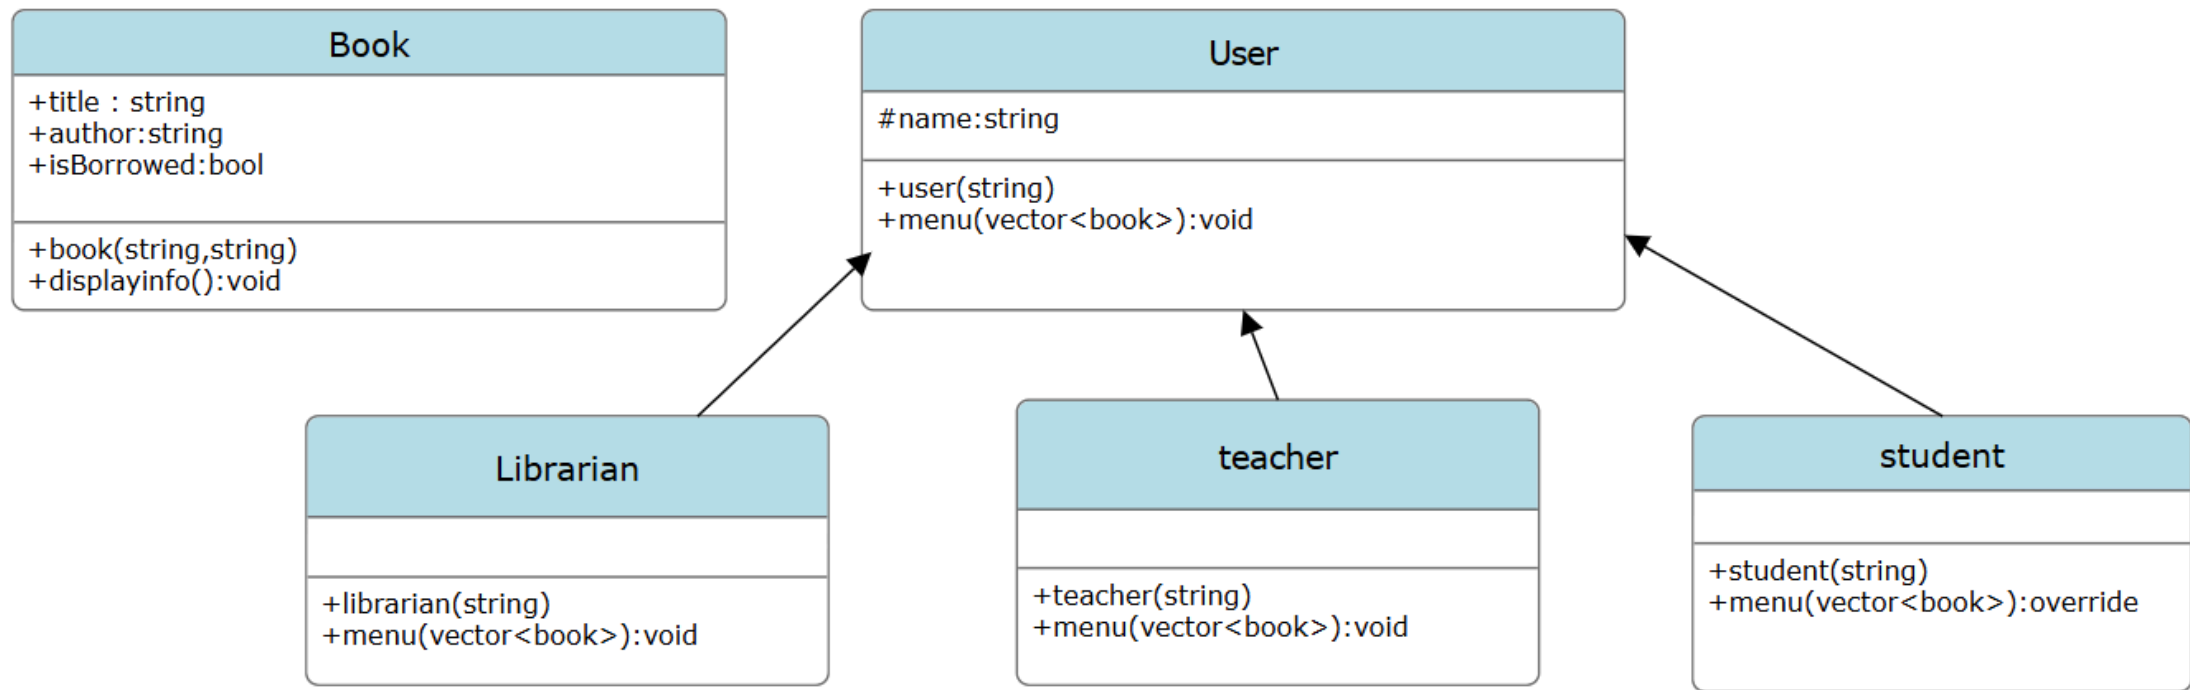 Book
+title : string
+author:string
+isBorrowed:bool
+book(string,string)
+displayinfo():void
User
#name:string
+user(string)
+menu(vector<book>):void
Librarian
+librarian(string)
+menu(vector<book>):void
teacher
+teacher(string)
+menu(vector<book>):void
student
+student(string)
+menu(vector<book>):override